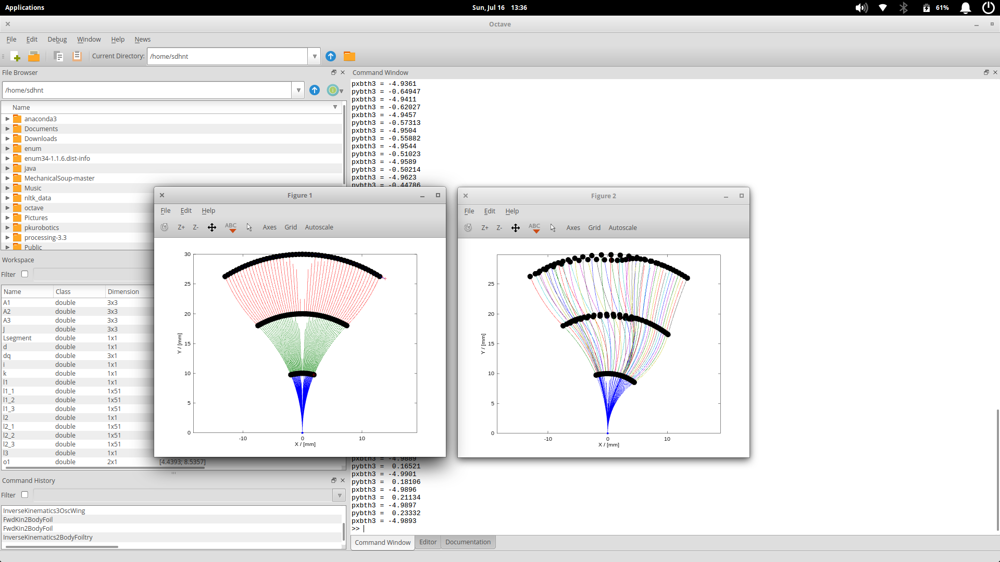 Applications
Sun, Jul 16 13:36
61%
Octave
File Edit Debug Window Help News
Current Directory: /home/sdhnt
File Browser
/home/sdhnt
Name
anaconda3
Documents
Downloads
enum
enum34-1.1.6.dist-info
java
MechanicalSoup-master
Music
nltk_data
octave
Pictures
pkurobotics
processing-3.3
Public
Workspace
Filter
Name Class Dimension
A1 double 3x3
A2 double 3x3
A3 double 3x3
J double 3x3
Lsegment double 1x1
d double 1x1
dq double 3x1
i double 1x1
k double 1x1
l1 double 1x1
l1_1 double 1x51
l1_2 double 1x51
l1_3 double 1x51
l2 double 1x1
l2_1 double 1x51
l2_2 double 1x51
l2_3 double 1x51
l3 double 1x1
o1 double 2x1 [4.4393; 8.5357]
Command History
Filter
InverseKinematics3OscWing
FwdKin2BodyFoil
FwdKin2BodyFoil
InverseKinematics2BodyFoiltry
Command Window
pxbth3 = -4.9361
pybth3 = -0.64947
pxbth3 = -4.9411
pybth3 = -0.62027
pxbth3 = -4.9457
pybth3 = -0.57313
pxbth3 = -4.9504
pybth3 = -0.55882
pxbth3 = -4.9544
pybth3 = -0.51023
pxbth3 = -4.9589
pybth3 = -0.50214
pxbth3 = -4.9623
pybth3 = -0.44786
Figure 1
File Edit Help
Z+ Z- ABC Axes Grid Autoscale
30
25
20
15
10
5
0
Y / [mm]
-10 0 10
X / [mm]
Figure 2
File Edit Help
Z+ Z- ABC Axes Grid Autoscale
25
20
15
10
5
0
Y / [mm]
-10 0 10
X / [mm]
pxbth3 = -4.9889
pybth3 = 0.16521
pxbth3 = -4.9901
pybth3 = 0.18106
pxbth3 = -4.9896
pybth3 = 0.21134
pxbth3 = -4.9897
pybth3 = 0.23332
pxbth3 = -4.9893
>>
Command Window Editor Documentation